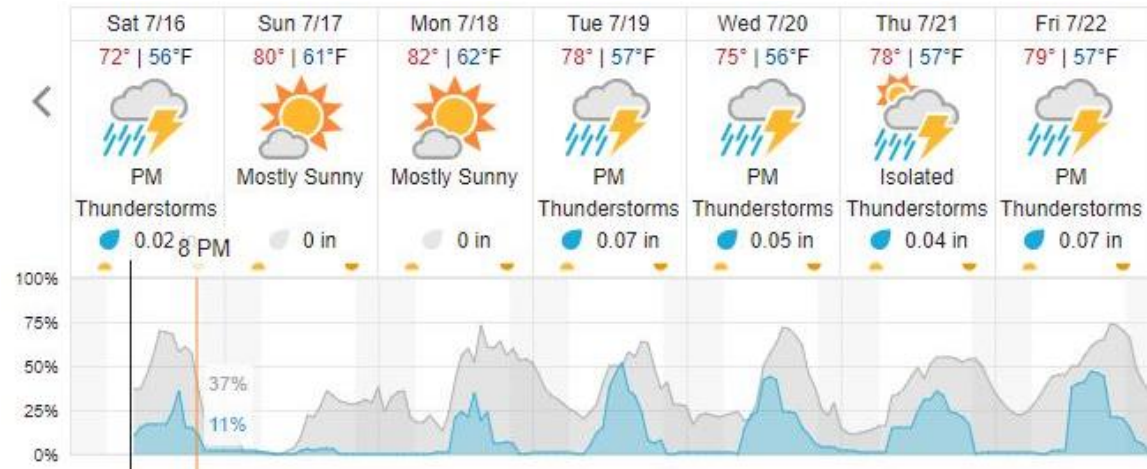 Sat 7/16 Sun 7/17 Mon 7/18 Tue 7/19 Wed 7/20 Thu 7/21 Fri 7/22
72° | 56°F 80° | 61°F 82° | 62°F 78° | 57°F 75° | 56°F 78° | 57°F 79° | 57°F
PM Mostly Sunny Mostly Sunny PM PM Isolated PM
Thunderstorms Thunderstorms Thunderstorms Thunderstorms Thunderstorms
0.02 0 in 0 in 0.07 in 0.05 in 0.04 in 0.07 in
8 PM
100%
75%
50%
37%
25%
11%
0%